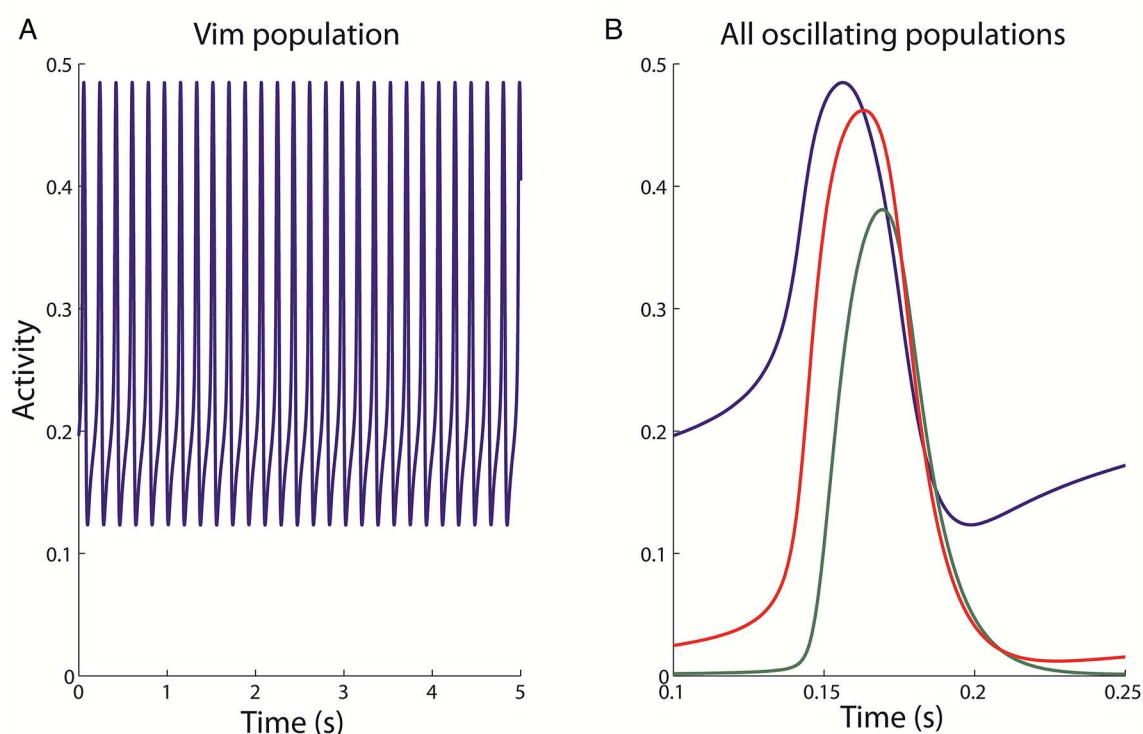 A
Vim population
B
All oscillating populations
0.5
0.4
0.3
0.2
0.1
0
Activity
0 1 2 3 4 5
Time (s)
0.5
0.4
0.3
0.2
0.1
0
0.1 0.15 0.2 0.25
Time (s)